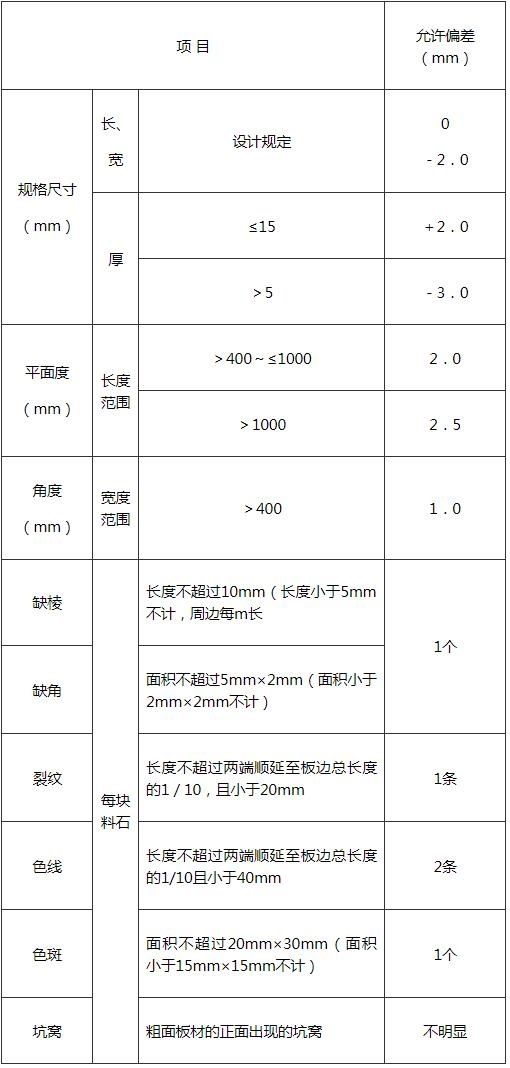 项 目
允许偏差
（mm）
规格尺寸
（mm）
长、
宽
设计规定
0
-2.0
厚
≤15
+2.0
＞5
-3.0
平面度
（mm）
长度
范围
＞400～≤1000
2.0
＞1000
2.5
角度
（mm）
宽度
范围
＞400
1.0
缺棱
每块
料石
长度不超过10mm（长度小于5mm
不计，周边每m长
1个
缺角
面积不超过5mm×2mm（面积小于
2mm×2mm不计）
裂纹
长度不超过两端顺延至板边总长度
的1／10，且小于20mm
1条
色线
长度不超过两端顺延至板边总长度
的1/10且小于40mm
2条
色斑
面积不超过20mm×30mm（面积
小于15mm×15mm不计）
1个
坑窝
粗面板材的正面出现的坑窝
不明显